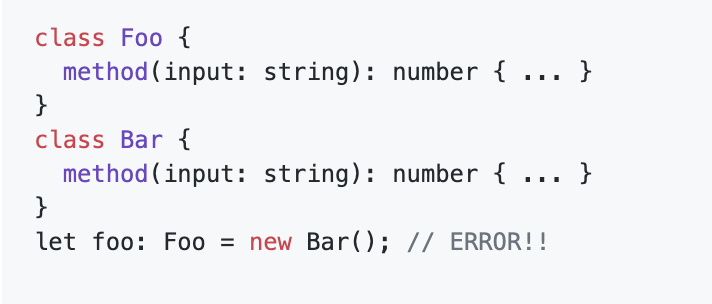 class Foo {
  method(input: string): number { ... }
}
class Bar {
  method(input: string): number { ... }
}
let foo: Foo = new Bar(); // ERROR!!